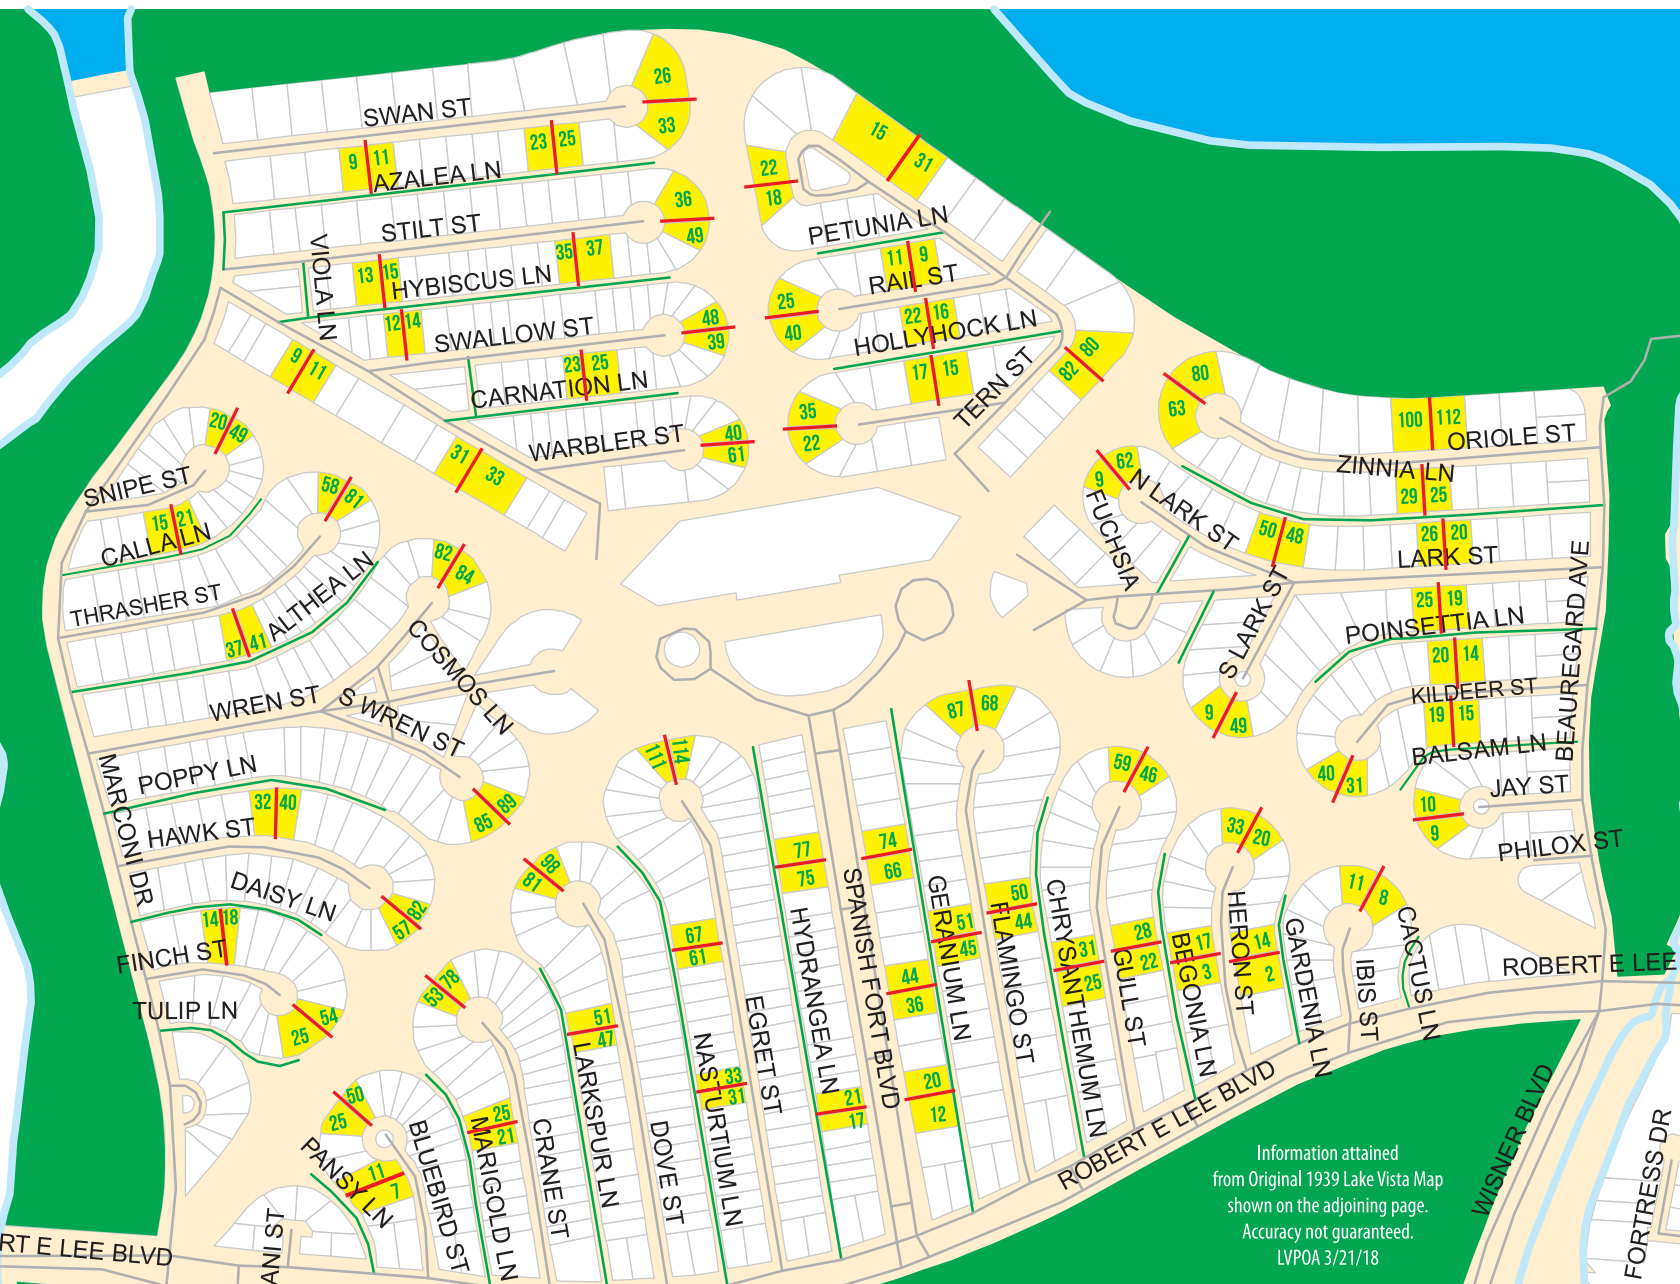 26
SWAN ST
33
9 11
23 25
AZALEA LN
15
31
22
18
36
STILT ST
49
PETUNIA LN
VIOLA LN
13 15
35 37
HYBISCUS LN
11 9
RAIL ST
25
40
12 14
SWALLOW ST
48
39
22 16
HOLLYHOCK LN
9 11
23 25
CARNATION LN
17 15
TERN ST
80
82
80
63
35
22
100 112
ORIOLE ST
20 49
WARBLER ST
40
61
31 33
ZINNIA LN
29 25
62
9
N LARK ST
FUCHSIA
SNIPE ST
58 81
15 21
CALLA LN
50 48
26 20
LARK ST
82
84
THRASHER ST
ALTHEA LN
37 41
S LARK ST
25 19
POINSETTIA LN
BEAUREGARD AVE
COSMOS LN
20 14
KILDEER ST
WREN ST
S WREN ST
9
49
19 15
BALSAM LN
87 68
111 114
59 46
40
31
JAY ST
POPPY LN
MARCONI DR
89
85
10
9
32 40
HAWK ST
33
20
PHILOX ST
77
75
74
66
98
81
DAISY LN
57 82
11
8
50
44
14 18
FINCH ST
67
61
51
45
28
22
17
3
14
2
31
25
44
36
53 78
TULIP LN
25 54
51
47
HYDRANGEA LN
SPANISH FORT BLVD
GERANIUM LN
FLAMINGO ST
CHRYSANTHEMUM LN
GULL ST
BEGONIA LN
HERON ST
GARDENIA LN
IBIS ST
CACTUS LN
ROBERT E LEE
EGRET ST
NASTURTIUM LN
33
31
21
17
20
12
50
25
25
21
PANSY LN
11
7
BLUEBIRD ST
MARIGOLD LN
CRANE ST
LARKSPUR LN
DOVE ST
ROBERT E LEE BLVD
WISNER BLVD
FORTRESS DR
RT E LEE BLVD
ANI ST
Information attained
from Original 1939 Lake Vista Map
shown on the adjoining page.
Accuracy not guaranteed.
LVPOA 3/21/18